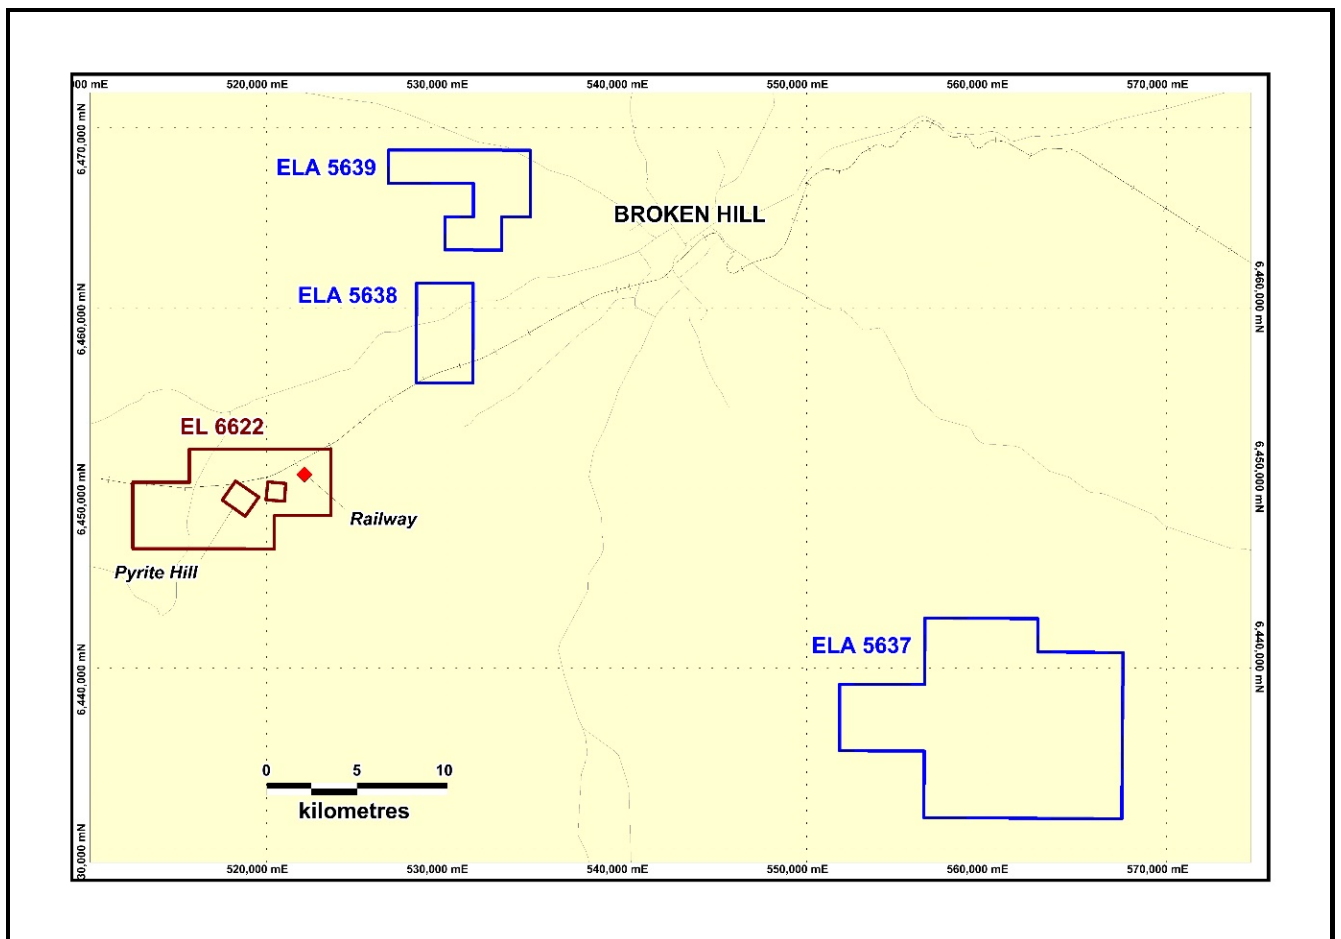 00 mE
520,000 mE
530,000 mE
540,000 mE
550,000 mE
560,000 mE
570,000 mE
6,470,000 mN
ELA 5639
BROKEN HILL
ELA 5638
6,460,000 mN
6,460,000 mN
EL 6622
6,450,000 mN
6,450,000 mN
Railway
Pyrite Hill
ELA 5637
6,440,000 mN
6,440,000 mN
0 5 10
kilometres
30,000 mN
520,000 mE
530,000 mE
540,000 mE
550,000 mE
560,000 mE
570,000 mE